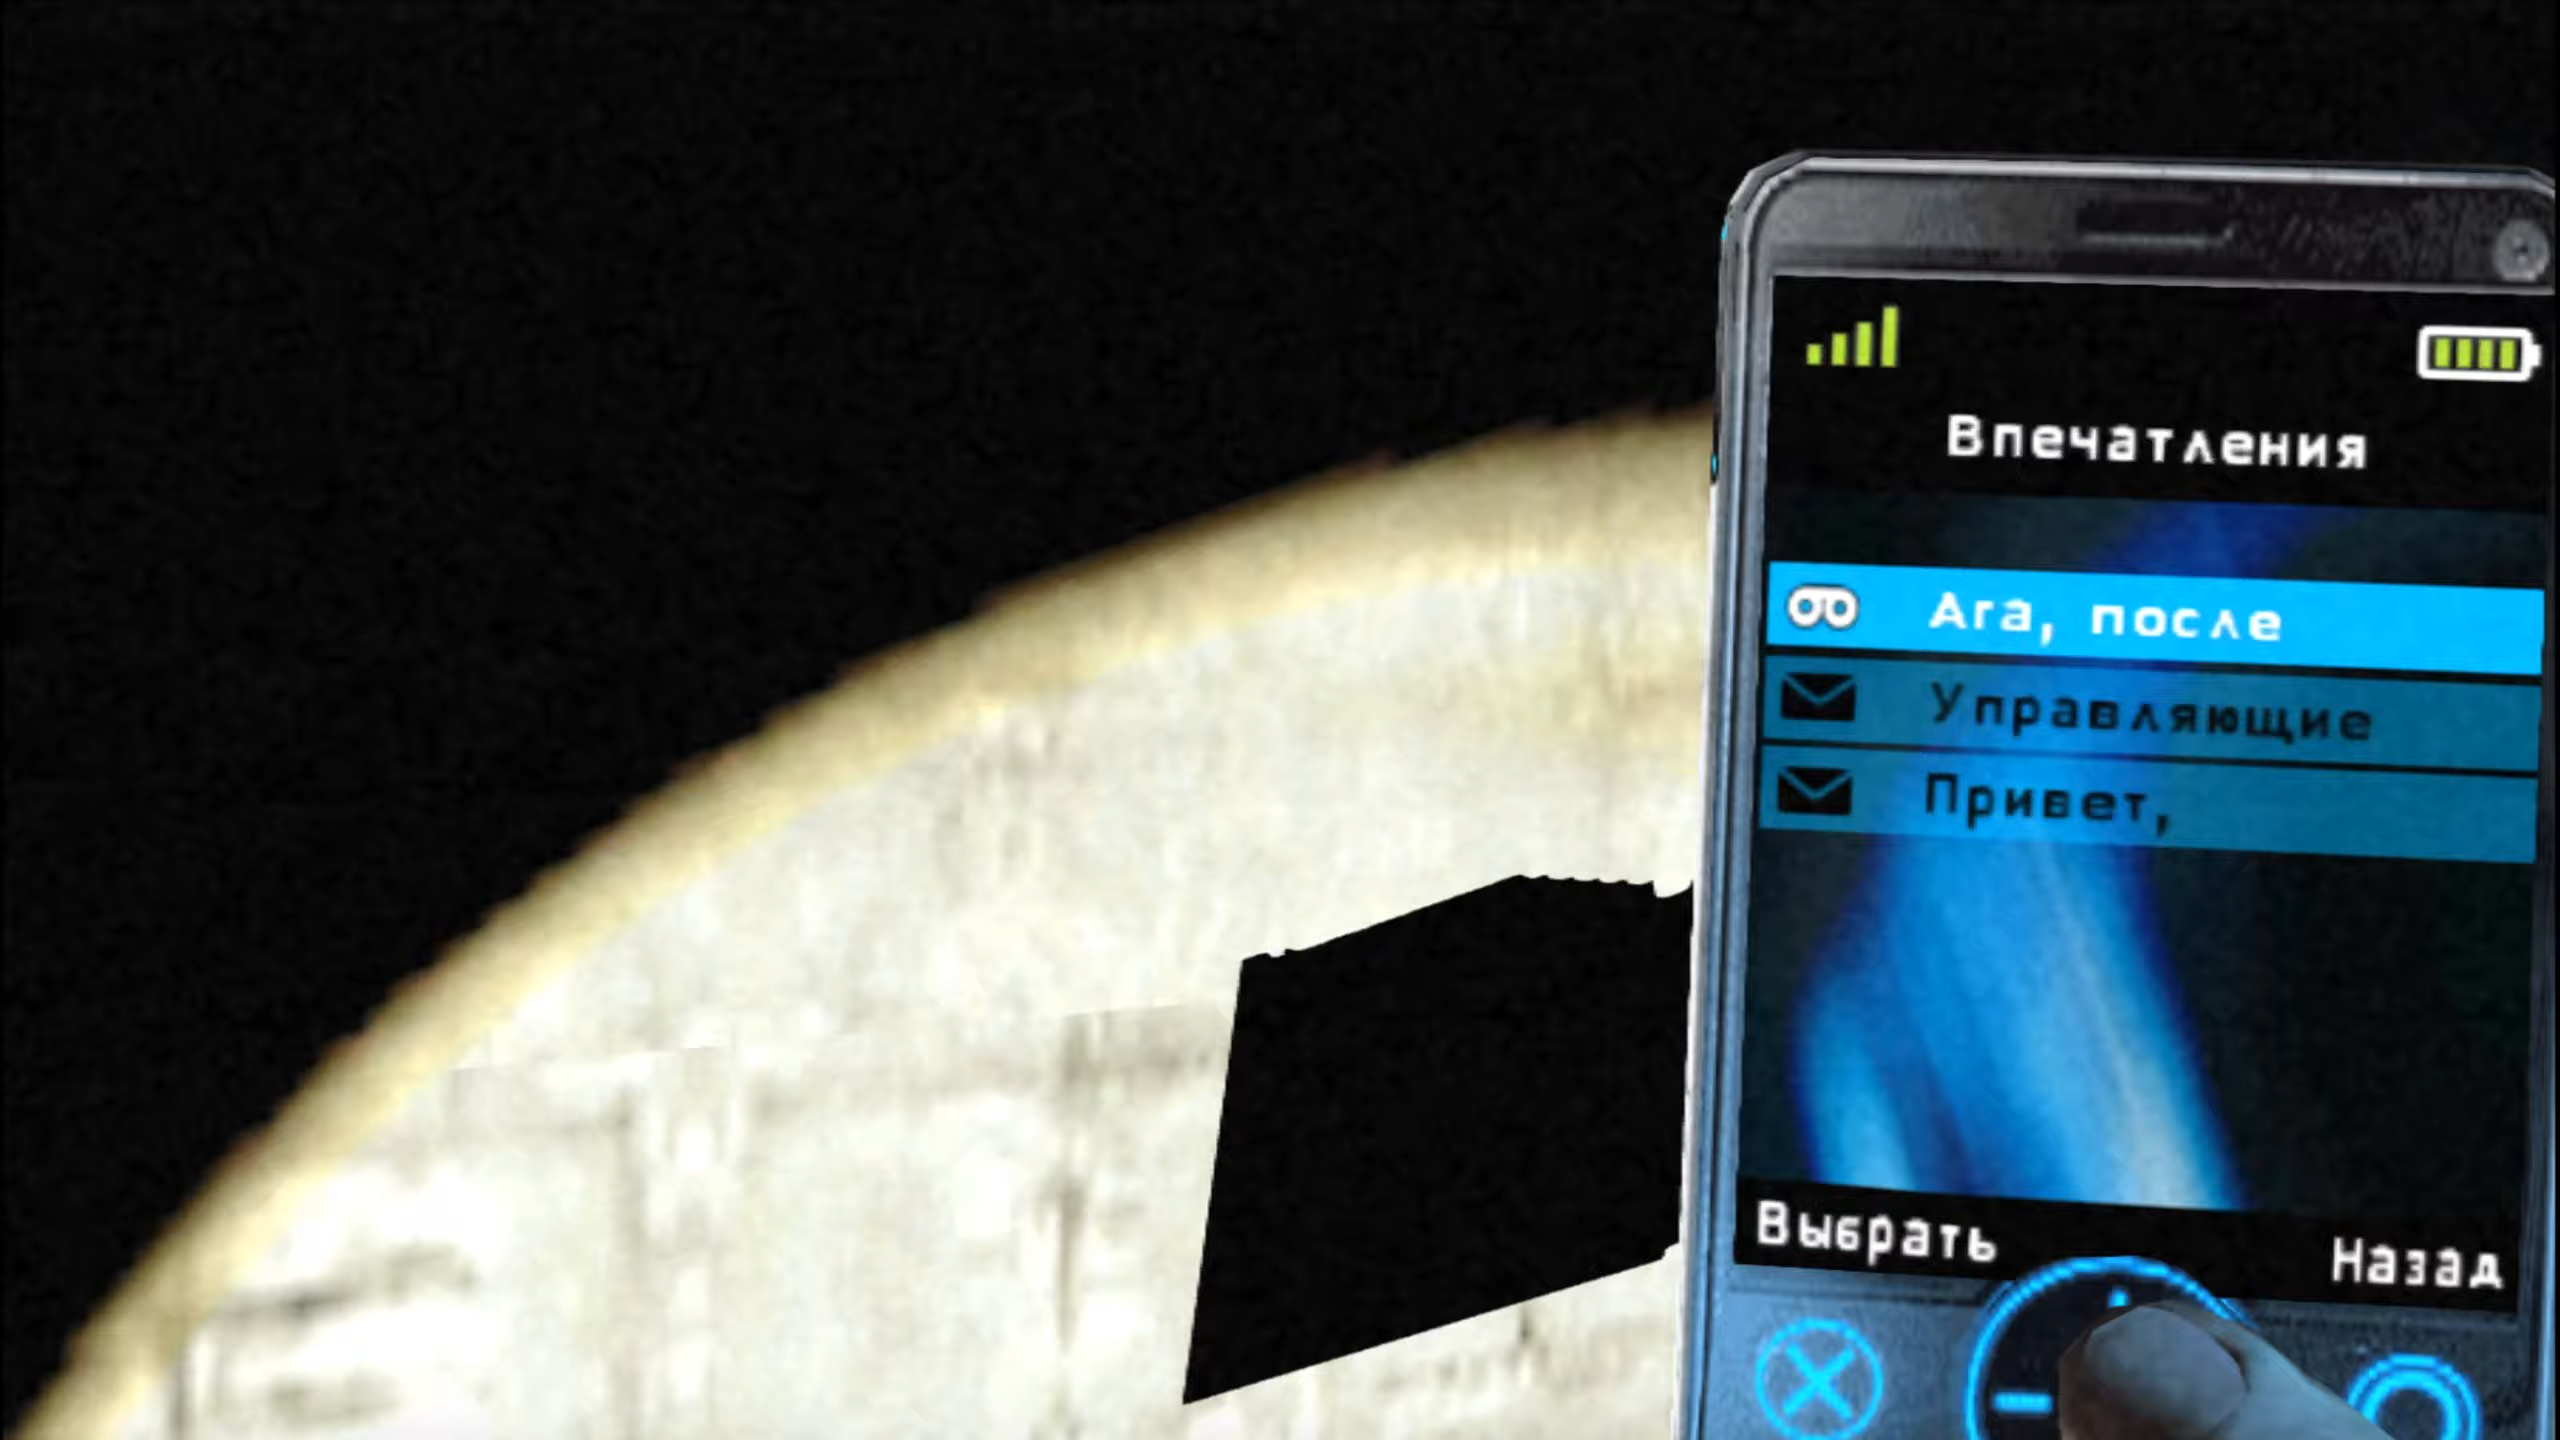 Впечатления
Ага, после
Управляющие
Привет,
Выбрать
Назад